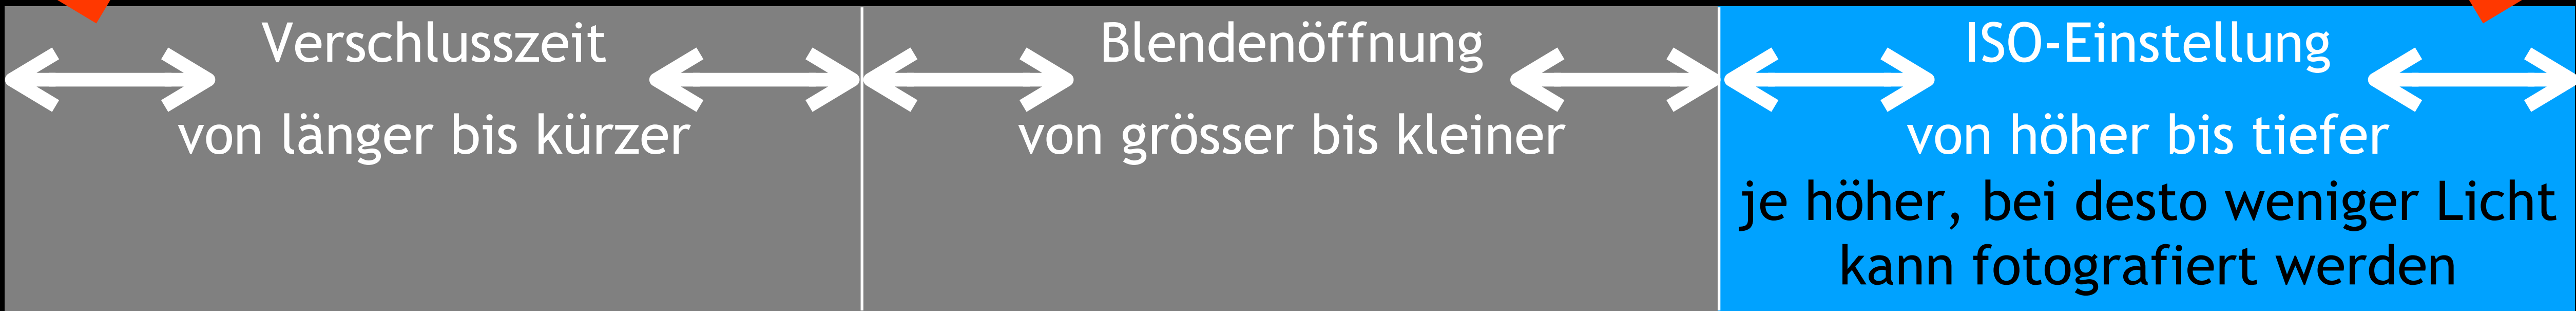 Verschlusszeit
von länger bis kürzer
Blendenöffnung
von grösser bis kleiner
ISO-Einstellung
von höher bis tiefer
je höher, bei desto weniger Licht
kann fotografiert werden